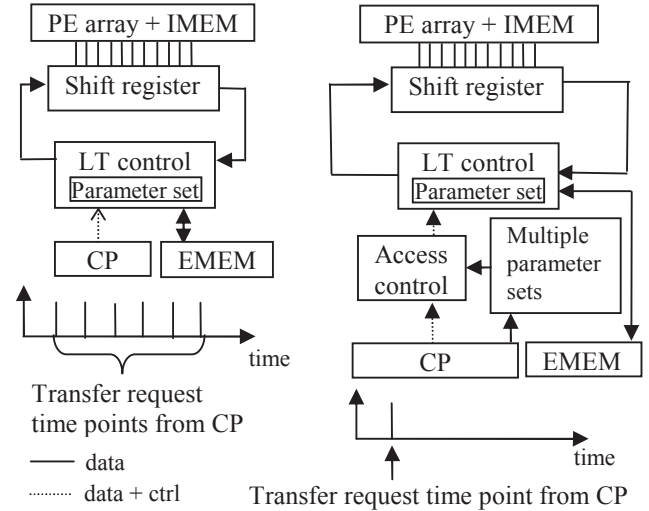 PE array + IMEM
Shift register
LT control
Parameter set
CP
EMEM
time
Transfer request
time points from CP
data
data + ctrl
PE array + IMEM
Shift register
LT control
Parameter set
Access
control
Multiple
parameter
sets
CP
EMEM
time
Transfer request time point from CP